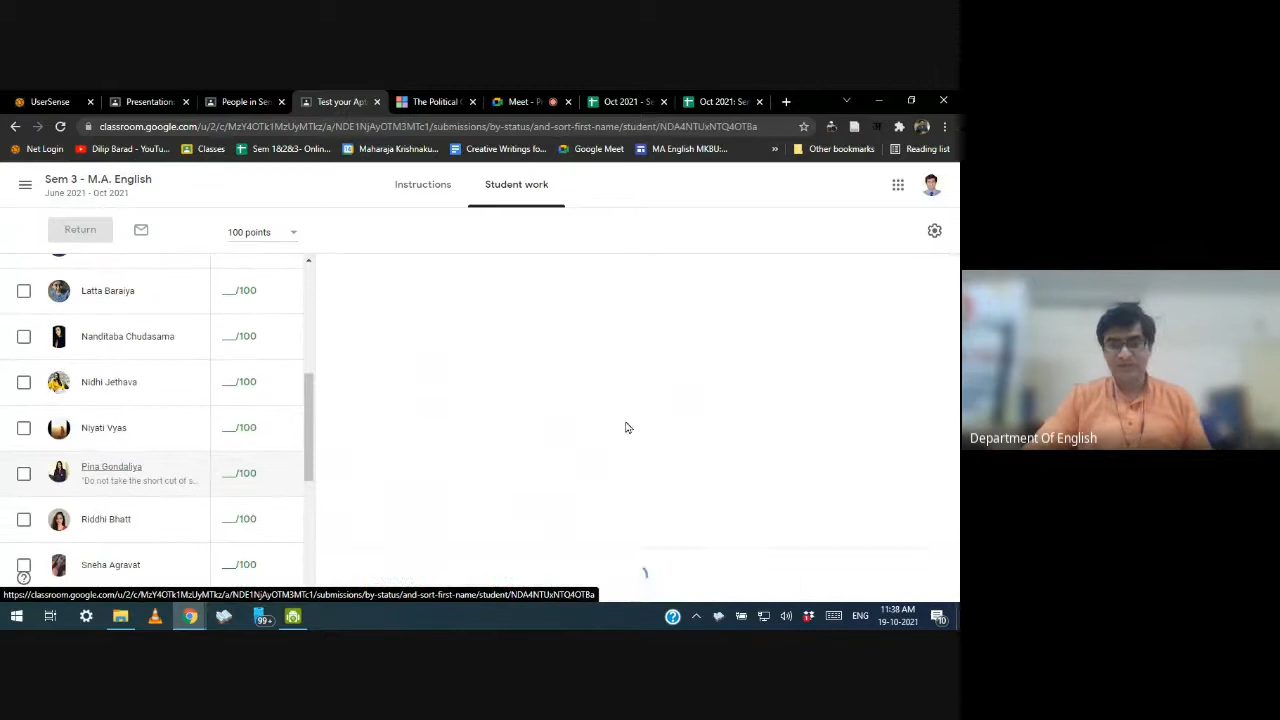 UserSense
Presentation:
People in Sem
Test your Apt
The Political C
Meet - P
Oct 2021 - Se
Oct 2021: Ser
classroom.google.com/u/2/c/MzY4OTk1MzUyMTkz/a/NDE1NjAyOTM3MTc1/submissions/by-status/and-sort-first-name/student/NDA4NTUxNTQ4OTBa
Net Login
Dilip Barad - YouTu...
Classes
Sem 1&2&3- Onlin...
Maharaja Krishnaku...
Creative Writings fo...
Google Meet
MA English MKBU:...
»
Other bookmarks
Reading list
Sem 3 - M.A. English
June 2021 - Oct 2021
Instructions
Student work
Return
100 points
Latta Baraiya
__/100
Nanditaba Chudasama
__/100
Nidhi Jethava
__/100
Niyati Vyas
__/100
Pina Gondaliya
"Do not take the short cut of s...
__/100
Riddhi Bhatt
__/100
Sneha Agravat
__/100
https://classroom.google.com/u/2/c/MzY4OTk1MzUyMTkz/a/NDE1NjAyOTM3MTc1/submissions/by-status/and-sort-first-name/student/NDA4NTUxNTQ4OTBa
99+
ENG
11:38 AM
19-10-2021
10
Department Of English